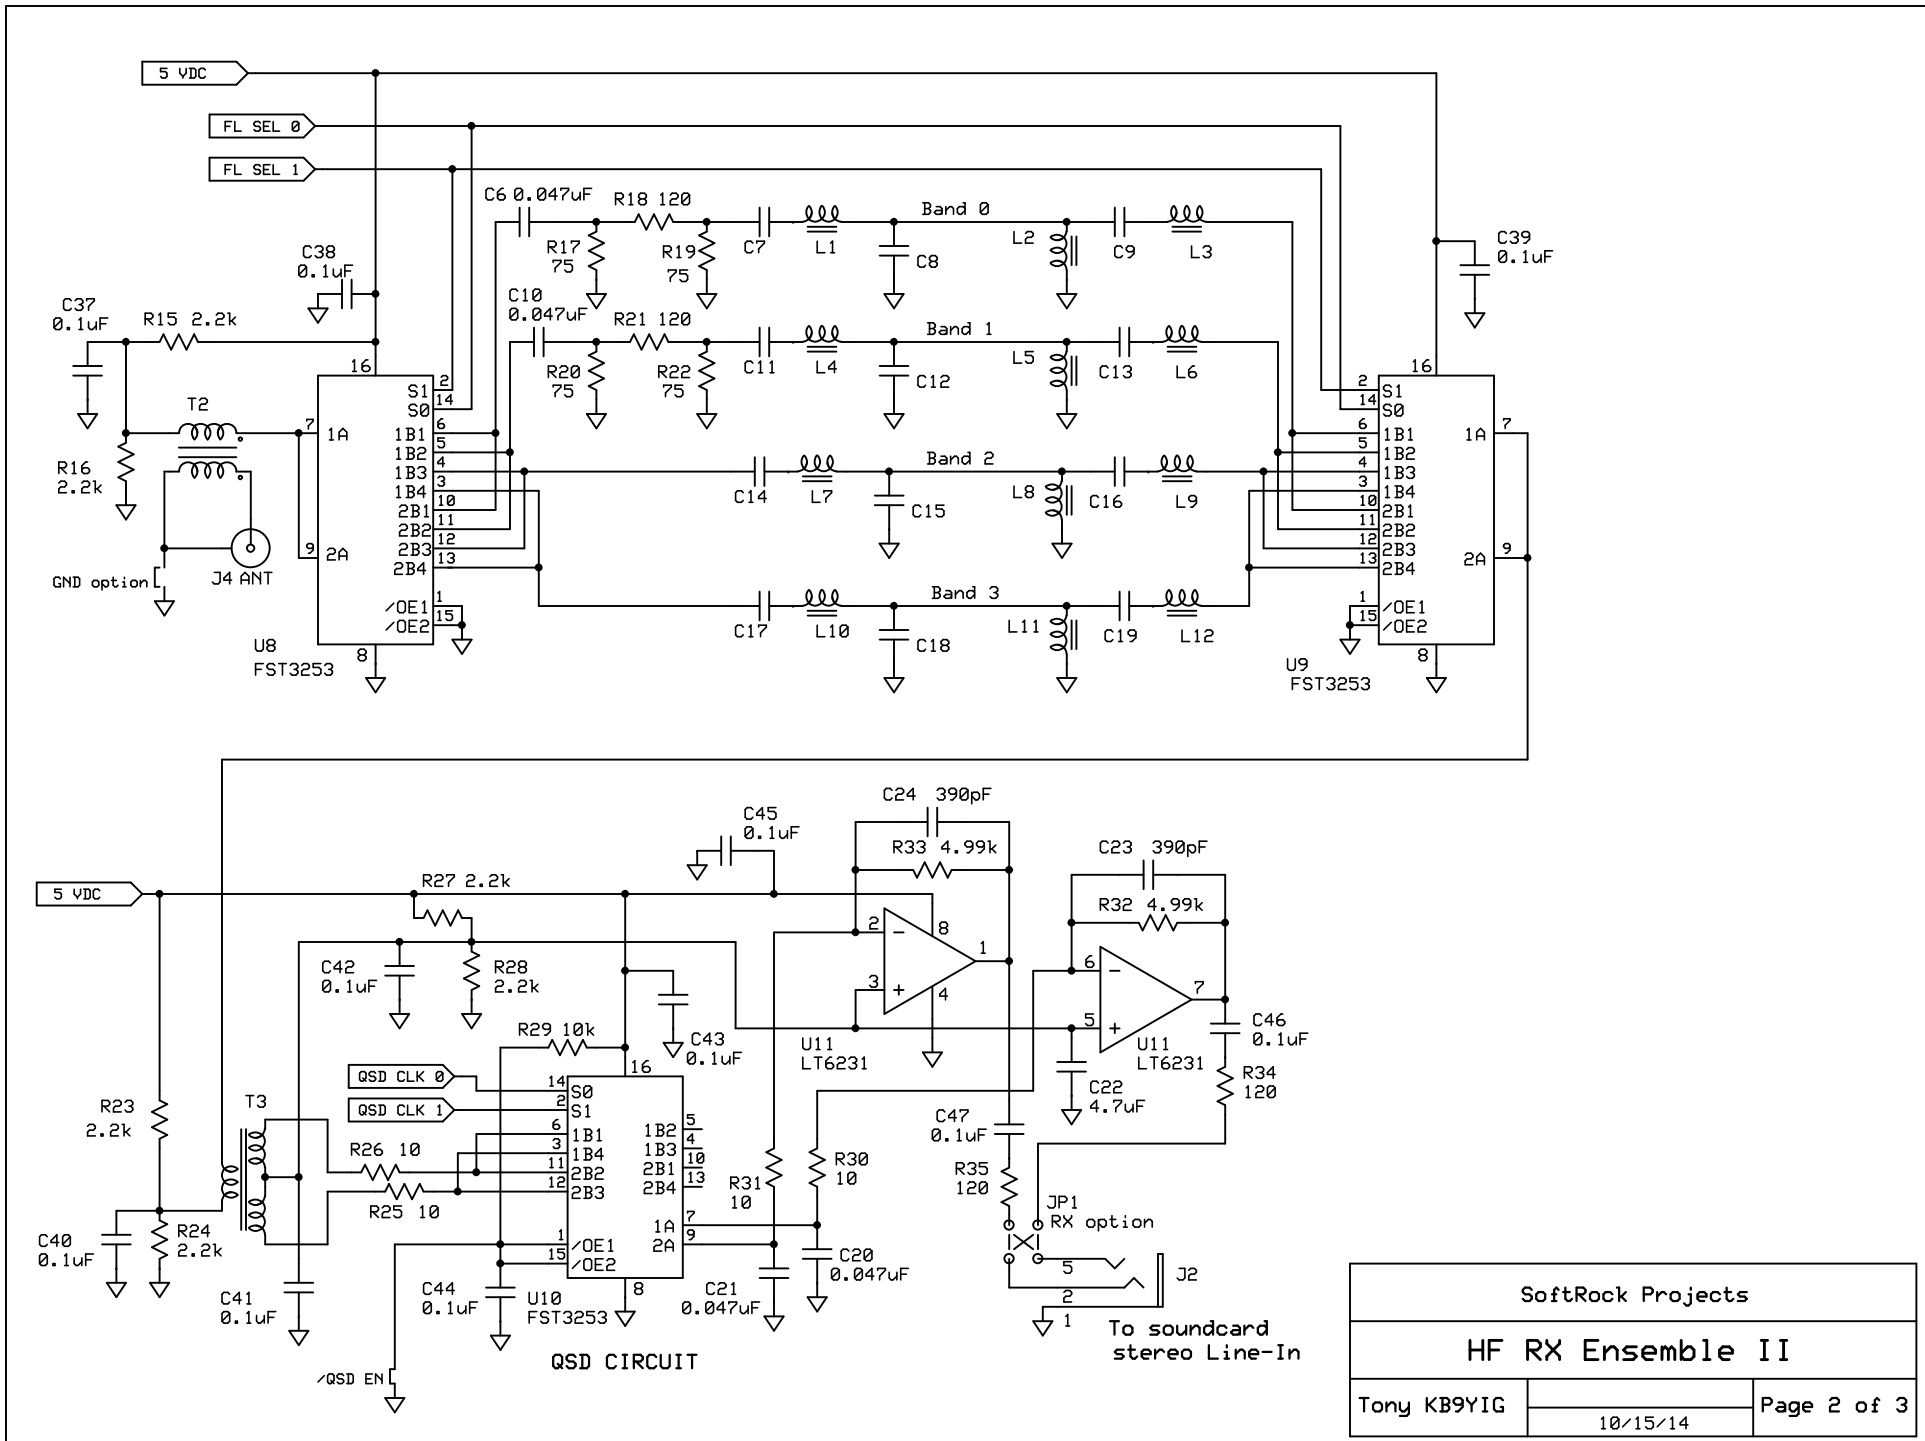 5 VDC
FL SEL 0
FL SEL 1
C6 0.047uF
R18 120
Band 0
R17
75
R19
75
C7
L1
C8
L2
C9
L3
C38
0.1uF
C39
0.1uF
C37
0.1uF
R15 2.2k
C10
0.047uF
R21 120
Band 1
R20
75
R22
75
C11
L4
C12
L5
C13
L6
T2
R16
2.2k
GND option
J4 ANT
16
2
14
6
5
4
3
10
11
12
13
1
15
7
9
8
S1
S0
1B1
1B2
1B3
1B4
2B1
2B2
2B3
2B4
/OE1
/OE2
1A
2A
U8
FST3253
Band 2
C14
L7
C15
L8
C16
L9
Band 3
C17
L10
C18
L11
C19
L12
16
2
14
6
5
4
3
10
11
12
13
1
15
7
9
8
S1
S0
1B1
1B2
1B3
1B4
2B1
2B2
2B3
2B4
/OE1
/OE2
1A
2A
U9
FST3253
5 VDC
R27 2.2k
C45
0.1uF
C24 390pF
R33 4.99k
C23 390pF
R32 4.99k
C42
0.1uF
R28
2.2k
2
3
8
4
1
−
+
U11
LT6231
6
5
7
−
+
U11
LT6231
C46
0.1uF
R34
120
C22
4.7uF
C43
0.1uF
R29 10k
QSD CLK 0
QSD CLK 1
R23
2.2k
T3
R26 10
R25 10
R24
2.2k
C40
0.1uF
C41
0.1uF
C44
0.1uF
16
14
2
6
3
11
12
1
15
5
4
10
13
7
9
8
S0
S1
1B1
1B4
2B2
2B3
/OE1
/OE2
1B2
1B3
2B1
2B4
1A
2A
U10
FST3253
R31
10
R30
10
C21
0.047uF
C20
0.047uF
C47
0.1uF
R35
120
JP1
RX option
5
2
1
J2
To soundcard
stereo Line-In
/QSD EN
QSD CIRCUIT
SoftRock Projects
HF RX Ensemble II
Tony KB9YIG
10/15/14
Page 2 of 3